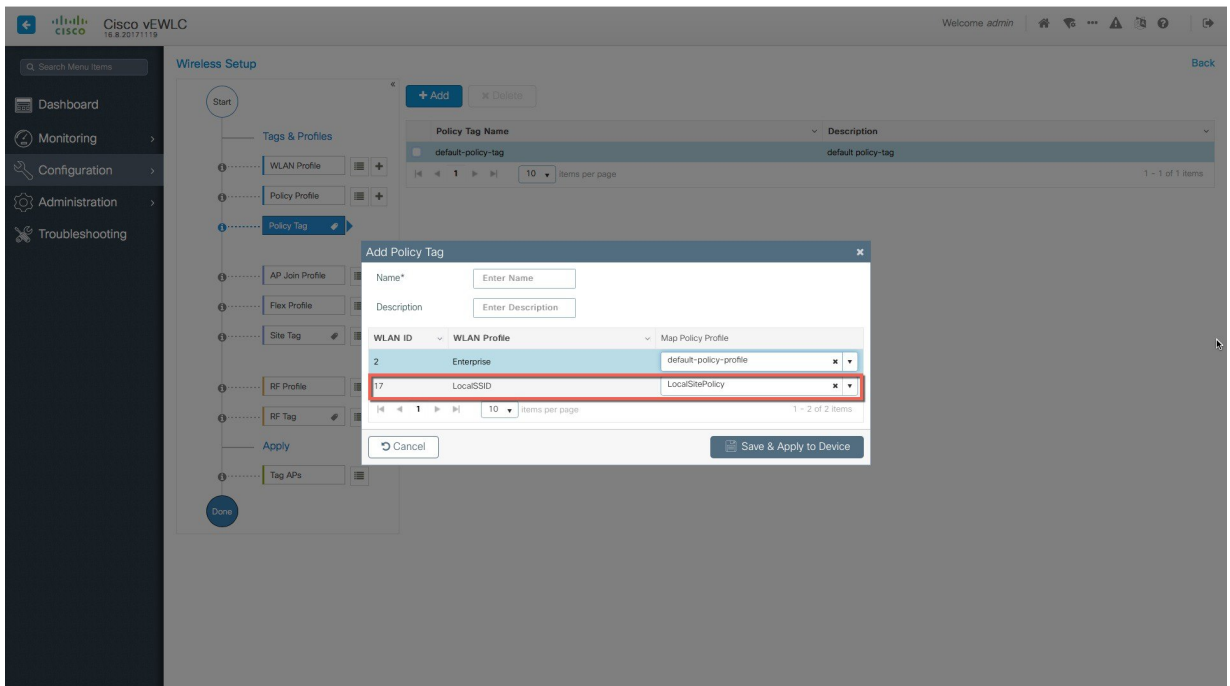 cisco
Cisco vEWLC
16.8.20171119
Welcome admin
Search Menu Items
Dashboard
Monitoring
Configuration
Administration
Troubleshooting
Wireless Setup
Back
Start
Tags & Profiles
WLAN Profile
Policy Profile
Policy Tag
AP Join Profile
Flex Profile
Site Tag
RF Profile
RF Tag
Apply
Tag APs
Done
+ Add
× Delete
Policy Tag Name
Description
default-policy-tag
default policy-tag
1
10
items per page
1 - 1 of 1 items
Add Policy Tag
Name*
Enter Name
Description
Enter Description
WLAN ID
WLAN Profile
Map Policy Profile
2
Enterprise
default-policy-profile
17
LocalSSID
LocalSitePolicy
1
10
items per page
1 - 2 of 2 items
Cancel
Save & Apply to Device